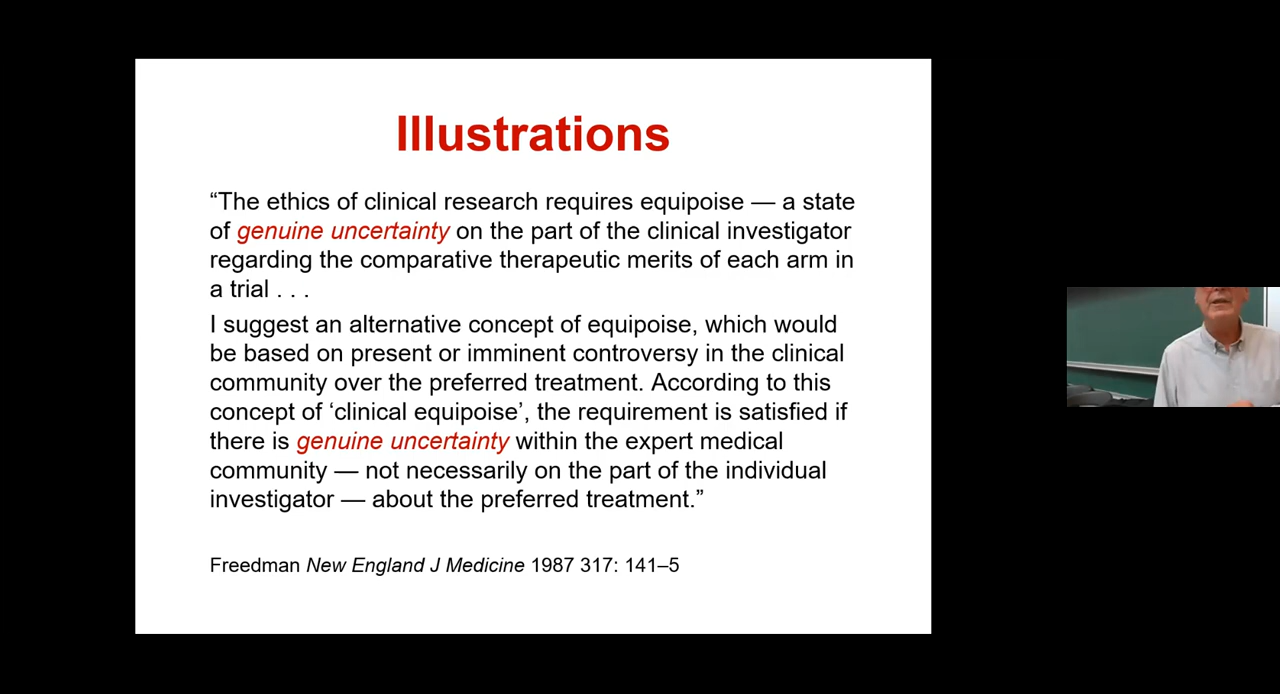 Illustrations
“The ethics of clinical research requires equipoise — a state
of genuine uncertainty on the part of the clinical investigator
regarding the comparative therapeutic merits of each arm in
a trial . . .
I suggest an alternative concept of equipoise, which would
be based on present or imminent controversy in the clinical
community over the preferred treatment. According to this
concept of ‘clinical equipoise’, the requirement is satisfied if
there is genuine uncertainty within the expert medical
community — not necessarily on the part of the individual
investigator — about the preferred treatment.”
Freedman New England J Medicine 1987 317: 141–5